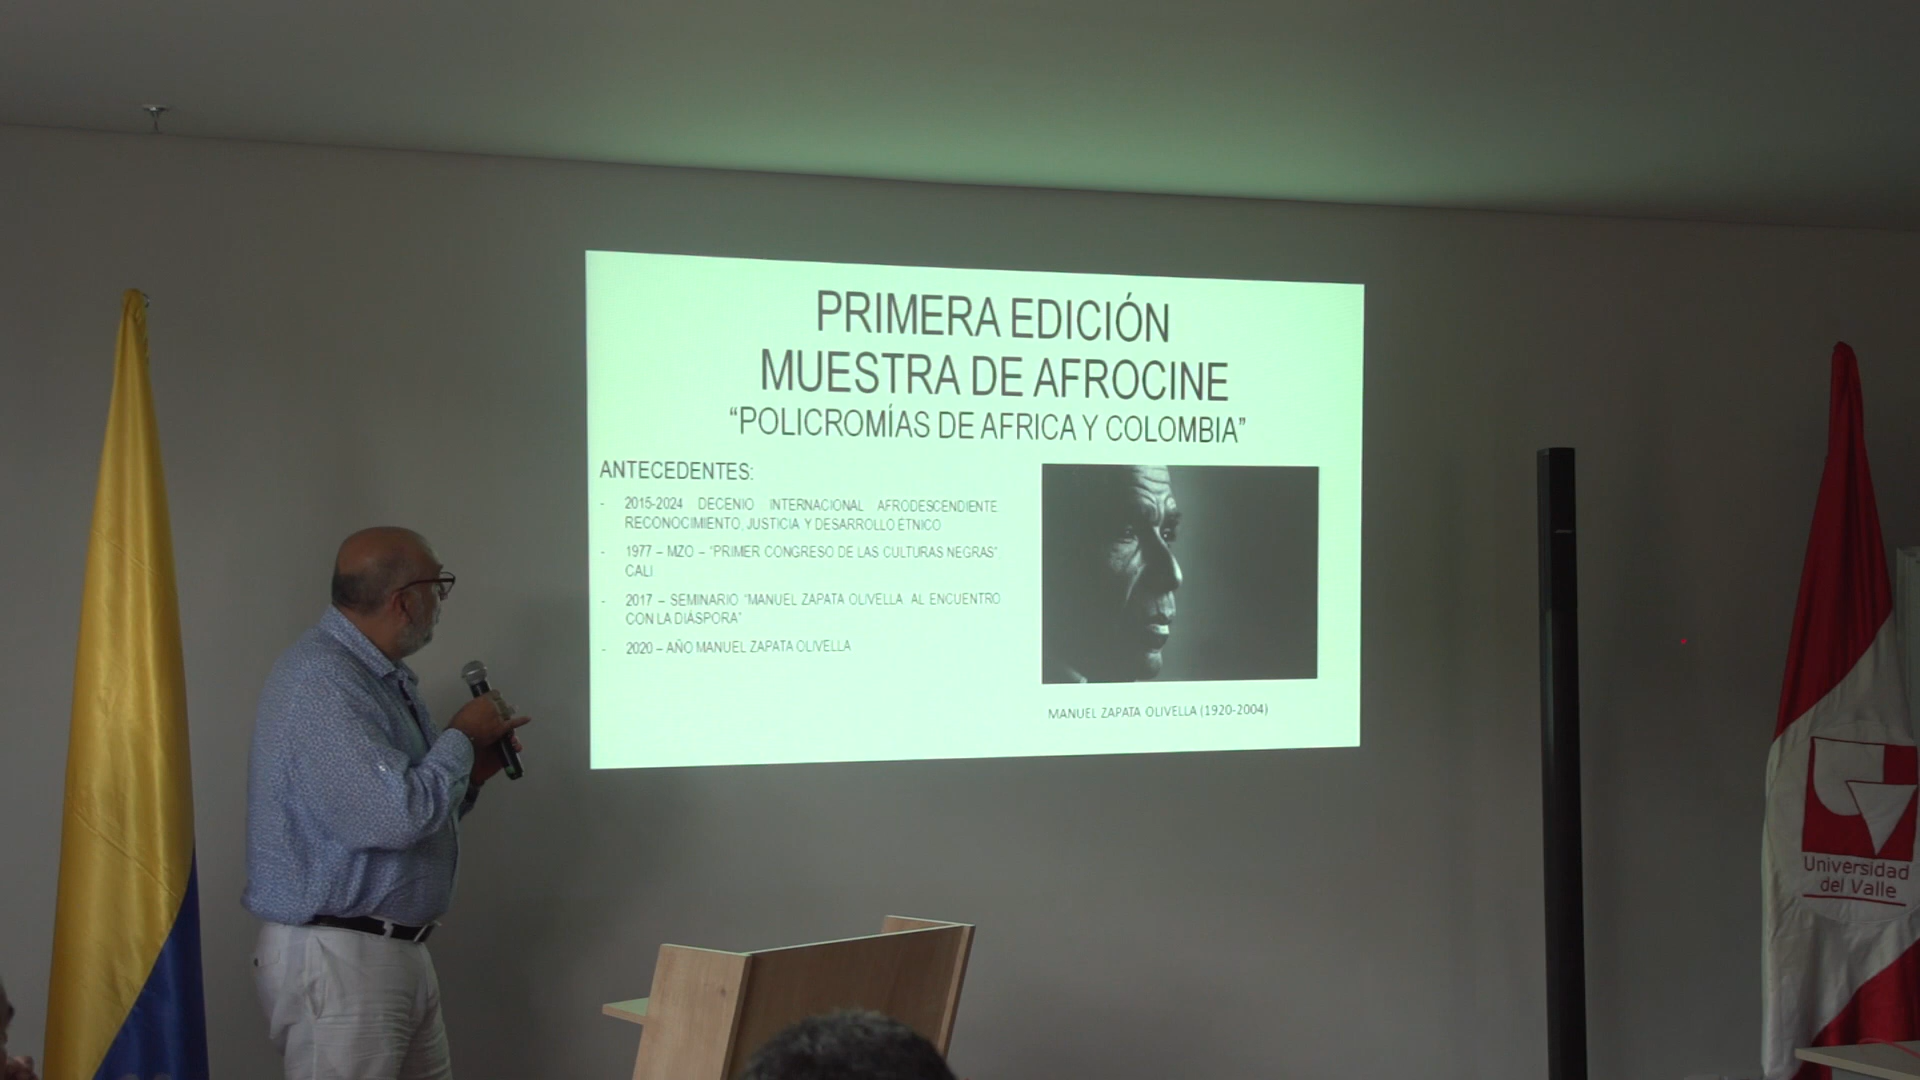 PRIMERA EDICIÓN
MUESTRA DE AFROCINE
“POLICROMÍAS DE AFRICA Y COLOMBIA”
ANTECEDENTES:
- 2015-2024 DECENIO INTERNACIONAL AFRODESCENDIENTE.
RECONOCIMIENTO, JUSTICIA Y DESARROLLO ETNICO
- 1977 – MZO – “PRIMER CONGRESO DE LAS CULTURAS NEGRAS”
CALI
- 2017 – SEMINARIO “MANUEL ZAPATA OLIVELLA AL ENCUENTRO
CON LA DIÁSPORA”
- 2020 – AÑO MANUEL ZAPATA OLIVELLA
MANUEL ZAPATA OLIVELLA (1920-2004)
Universidad
del Valle